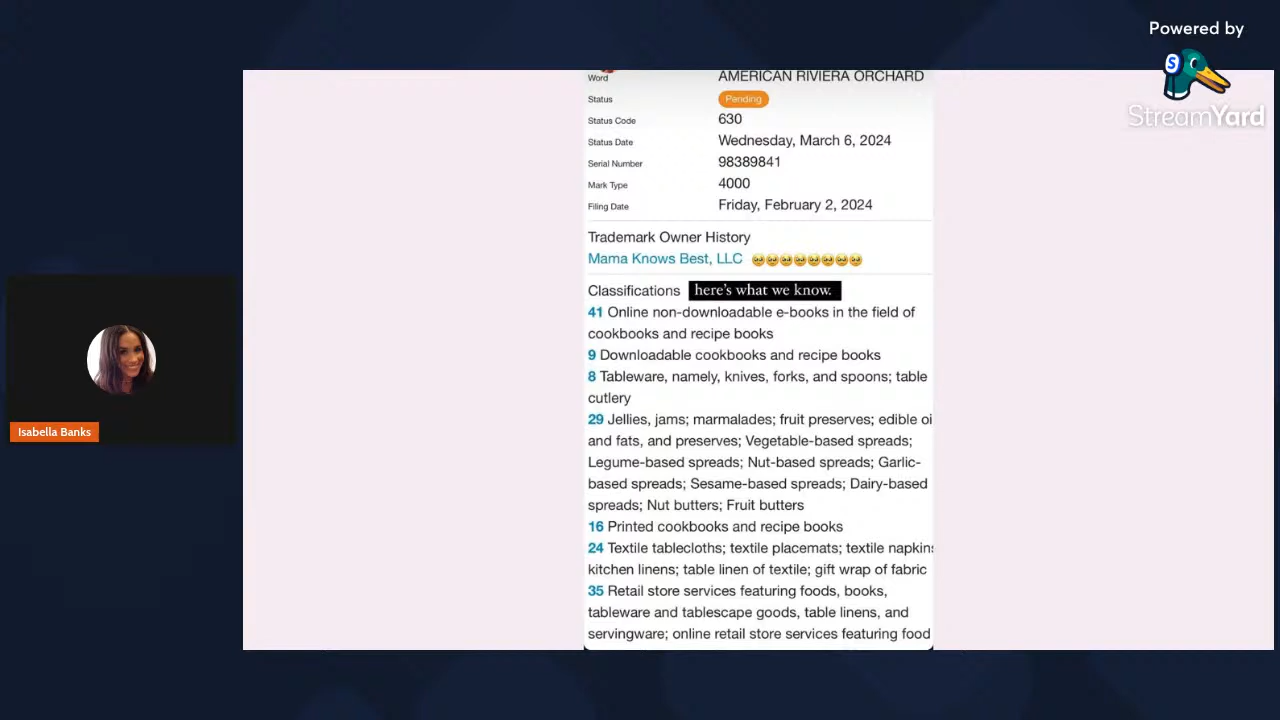 Powered by
StreamYard
Word AMERICAN RIVIERA ORCHARD
Status Pending
Status Code 630
Status Date Wednesday, March 6, 2024
Serial Number 98389841
Mark Type 4000
Filing Date Friday, February 2, 2024
Trademark Owner History
Mama Knows Best, LLC 🥹🥹🥹🥹🥹🥹🥹🥹
Classifications here's what we know.
41 Online non-downloadable e-books in the field of
cookbooks and recipe books
9 Downloadable cookbooks and recipe books
8 Tableware, namely, knives, forks, and spoons; table
cutlery
29 Jellies, jams; marmalades; fruit preserves; edible oi
and fats, and preserves; Vegetable-based spreads;
Legume-based spreads; Nut-based spreads; Garlic-
based spreads; Sesame-based spreads; Dairy-based
spreads; Nut butters; Fruit butters
16 Printed cookbooks and recipe books
24 Textile tablecloths; textile placemats; textile napkins
kitchen linens; table linen of textile; gift wrap of fabric
35 Retail store services featuring foods, books,
tableware and tablescape goods, table linens, and
servingware; online retail store services featuring food
Isabella Banks